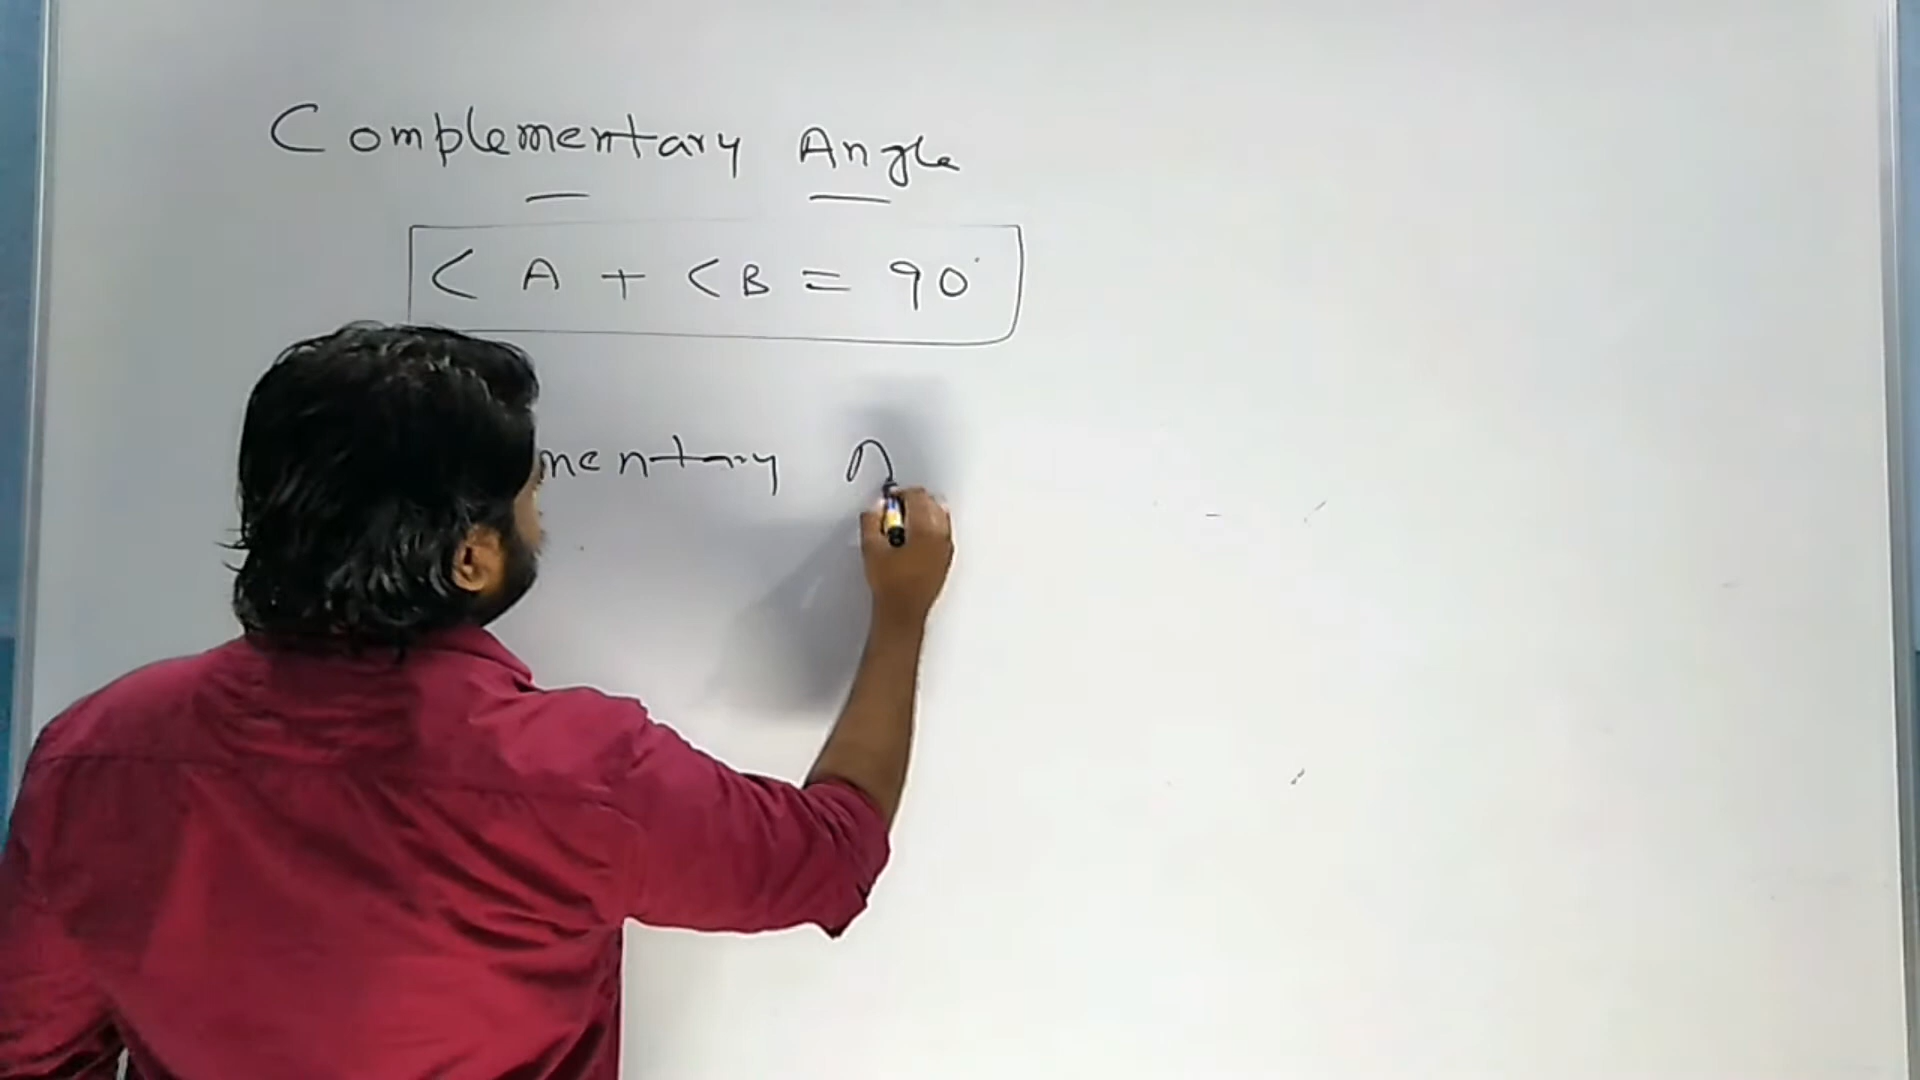 Complementary Angle
< A + < B = 90°
mentary A